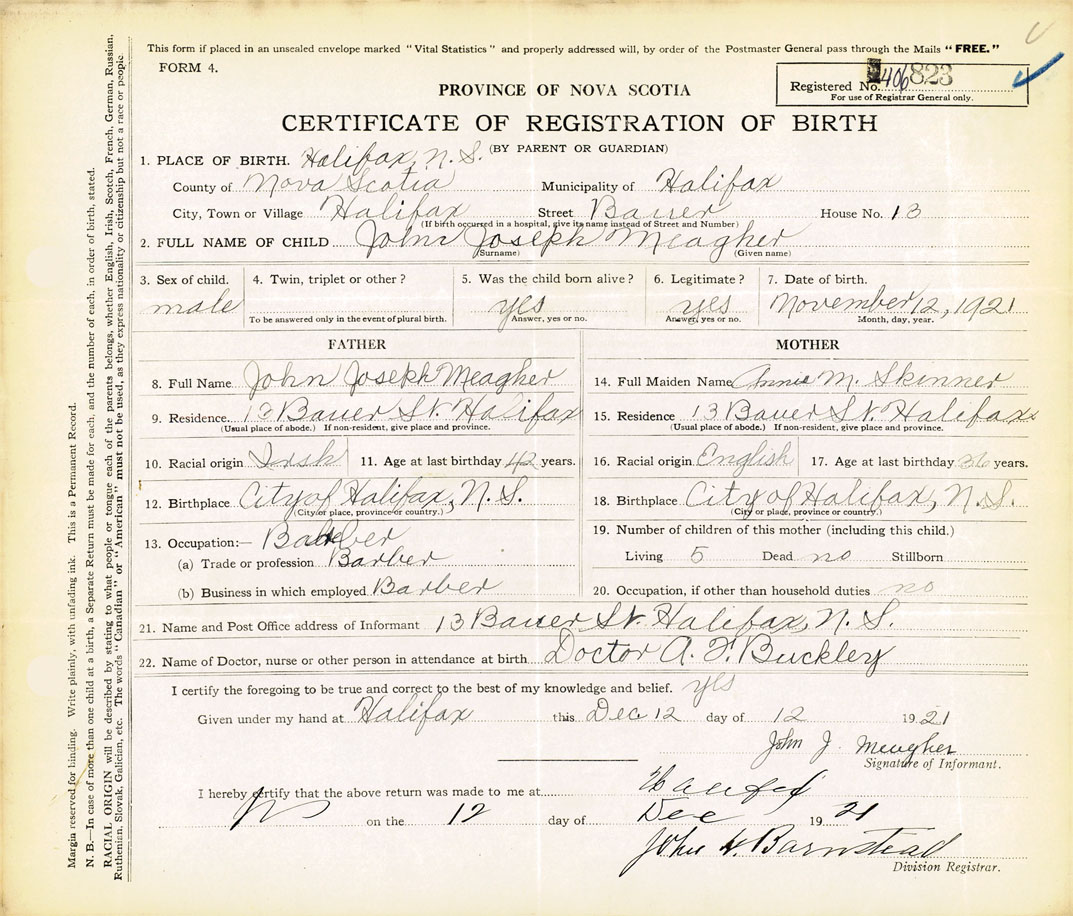 This form if placed in an unsealed envelope marked "Vital Statistics" and properly addressed will, by order of the Postmaster General pass through the Mails "FREE."
FORM 4.
Registered No. 406823
For use of Registrar General only.
PROVINCE OF NOVA SCOTIA
CERTIFICATE OF REGISTRATION OF BIRTH
(BY PARENT OR GUARDIAN)
1. PLACE OF BIRTH. Halifax, N. S.
County of Nova Scotia Municipality of Halifax
City, Town or Village Halifax Street Bauer House No. 13
(If birth occurred in a hospital, give its name instead of Street and Number)
2. FULL NAME OF CHILD John Joseph Meagher
(Surname) (Given name)
3. Sex of child. 4. Twin, triplet or other? 5. Was the child born alive? 6. Legitimate? 7. Date of birth.
male yes yes November 12, 1921
To be answered only in the event of plural birth. Answer, yes or no. Answer, yes or no. Month, day, year.
FATHER
8. Full Name John Joseph Meagher
9. Residence 13 Bauer St. Halifax
(Usual place of abode.) If non-resident, give place and province.
10. Racial origin Irish 11. Age at last birthday 42 years.
12. Birthplace City of Halifax, N. S.
(City or place, province or country.)
13. Occupation:— Barber
(a) Trade or profession Barber
(b) Business in which employed Barber
MOTHER
14. Full Maiden Name Annie M. Skinner
15. Residence 13 Bauer St. Halifax
(Usual place of abode.) If non-resident, give place and province.
16. Racial origin English 17. Age at last birthday 36 years.
18. Birthplace City of Halifax, N. S.
(City or place, province or country.)
19. Number of children of this mother (including this child.)
Living 5 Dead no Stillborn
20. Occupation, if other than household duties no
21. Name and Post Office address of Informant 13 Bauer St. Halifax, N. S.
22. Name of Doctor, nurse or other person in attendance at birth Doctor A. F. Buckley
I certify the foregoing to be true and correct to the best of my knowledge and belief. yes
Given under my hand at Halifax this Dec 12 day of 12 1921
John J. Meagher
Signature of Informant.
I hereby certify that the above return was made to me at Halifax
NS on the 12 day of Dec 1921
John H. Barnstead
Division Registrar.
Margin reserved for binding. Write plainly, with unfading ink. This is a Permanent Record.
N. B.—In case of more than one child at a birth, a Separate Return must be made for each, and the number of each, in order of birth, stated.
RACIAL ORIGIN will be described by stating to what people or tongue each of the parents belongs, whether English, Irish, Scotch, French, German, Russian,
Ruthenian, Slovak, Galician, etc. The words "Canadian" or "American" must not be used, as they express nationality or citizenship but not a race or people